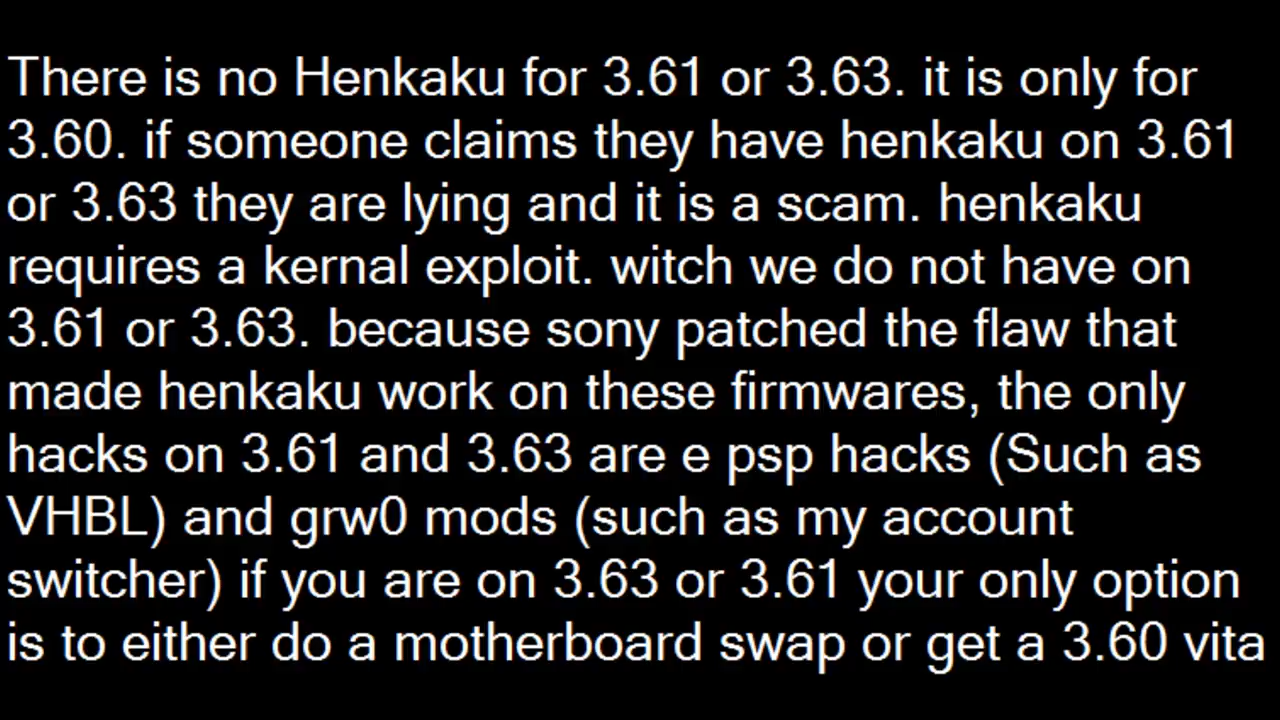 There is no Henkaku for 3.61 or 3.63. it is only for
3.60. if someone claims they have henkaku on 3.61
or 3.63 they are lying and it is a scam. henkaku
requires a kernal exploit. witch we do not have on
3.61 or 3.63. because sony patched the flaw that
made henkaku work on these firmwares, the only
hacks on 3.61 and 3.63 are e psp hacks (Such as
VHBL) and grw0 mods (such as my account
switcher) if you are on 3.63 or 3.61 your only option
is to either do a motherboard swap or get a 3.60 vita